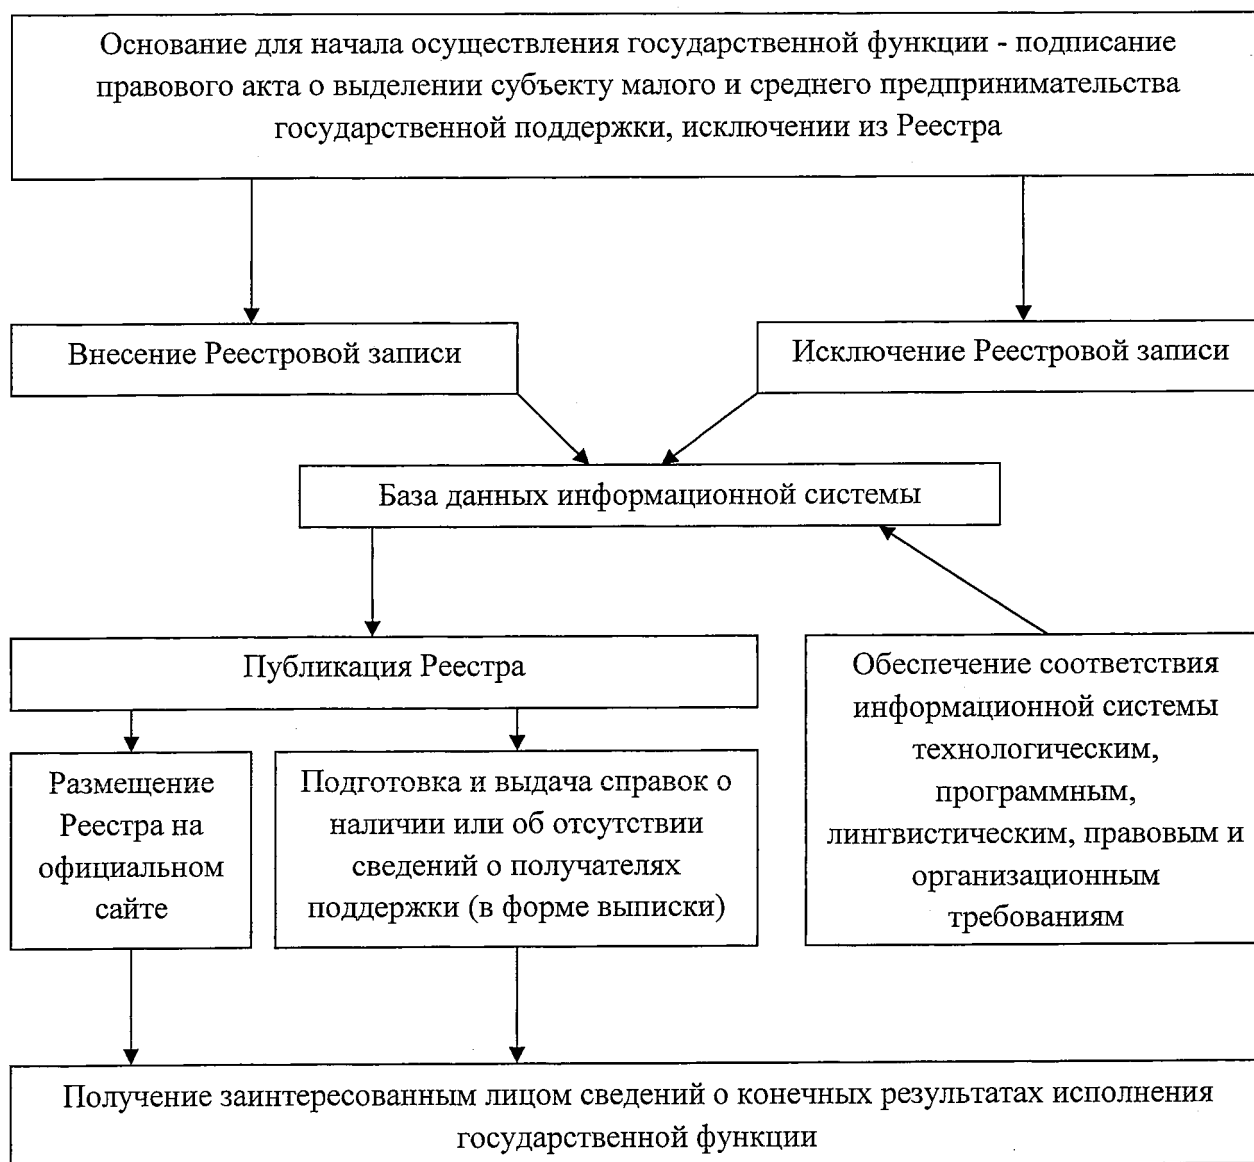 Основание для начала осуществления государственной функции - подписание
правового акта о выделении субъекту малого и среднего предпринимательства
государственной поддержки, исключении из Реестра
Внесение Реестровой записи
Исключение Реестровой записи
База данных информационной системы
Публикация Реестра
Размещение
Реестра на
официальном
сайте
Подготовка и выдача справок о
наличии или об отсутствии
сведений о получателях
поддержки (в форме выписки)
Обеспечение соответствия
информационной системы
технологическим,
программным,
лингвистическим, правовым и
организационным
требованиям
Получение заинтересованным лицом сведений о конечных результатах исполнения
государственной функции